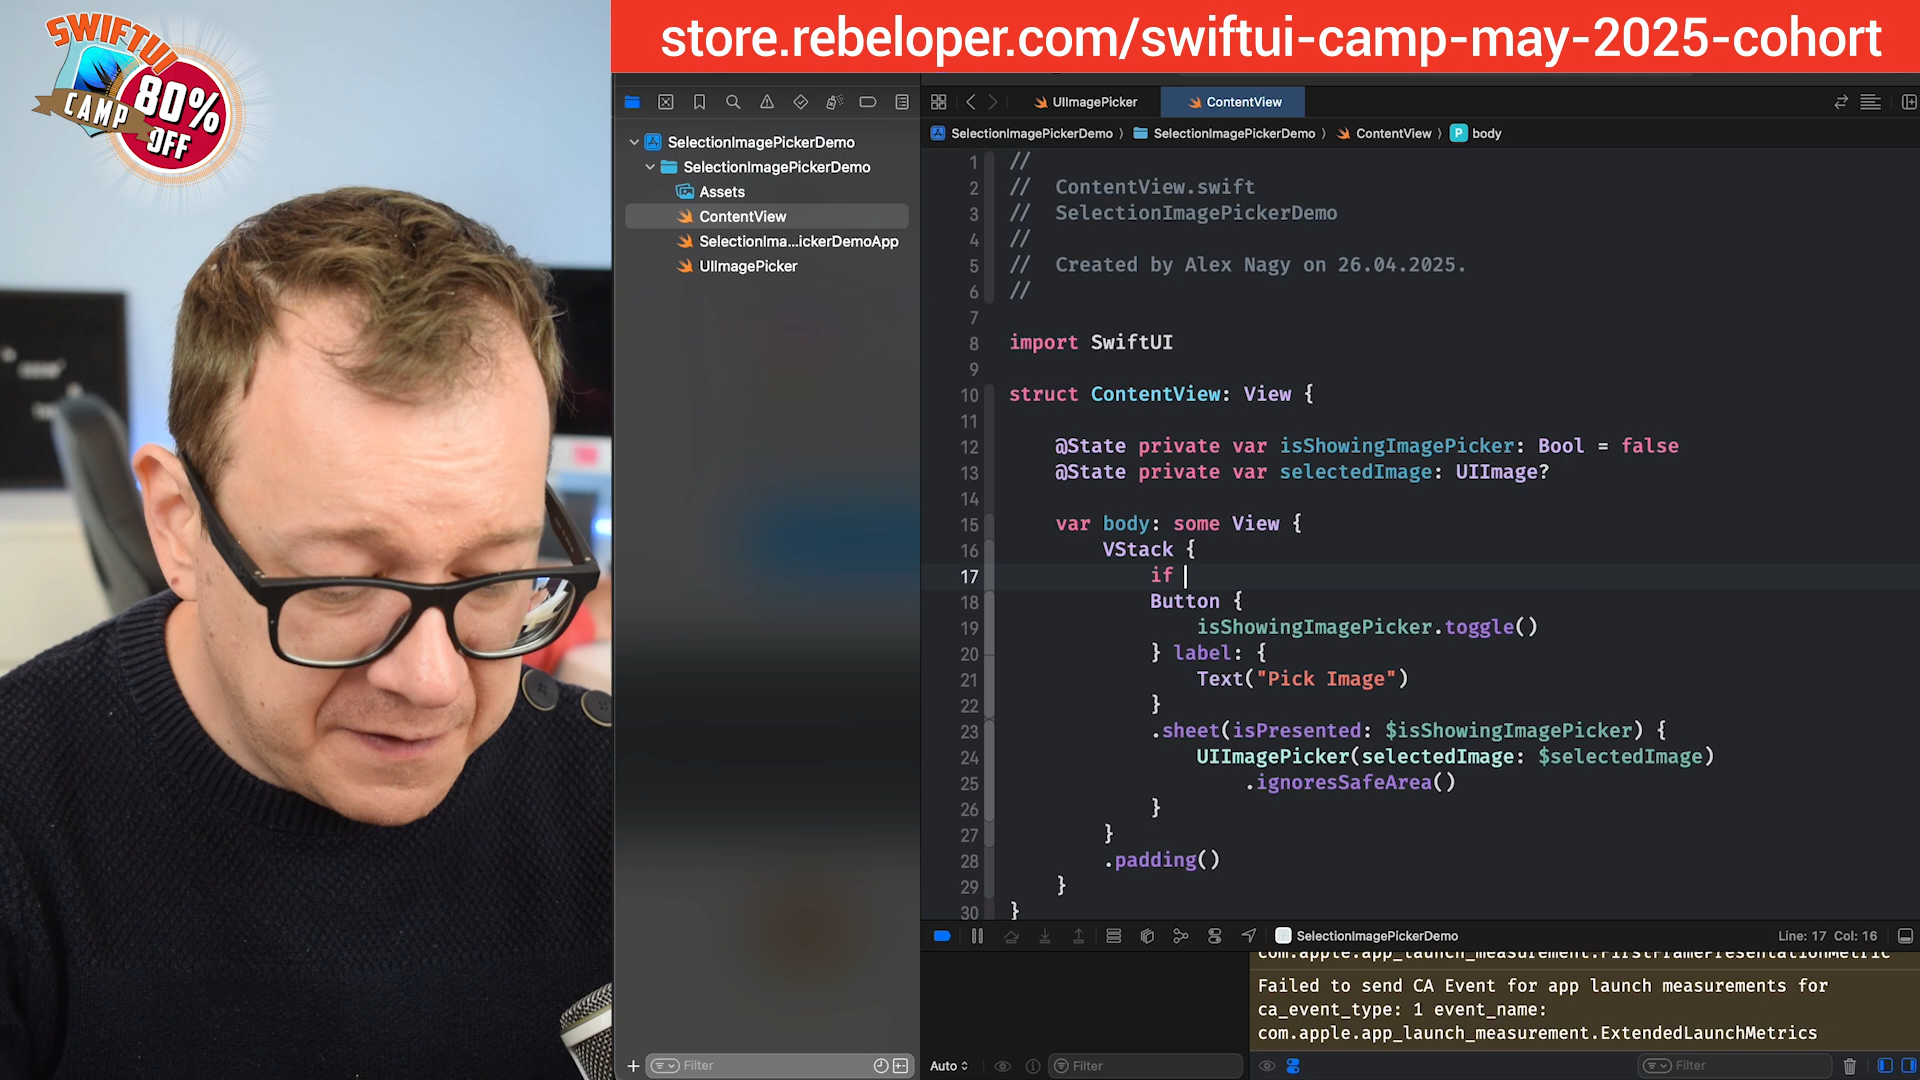 SWIFTUI
CAMP
80%
OFF
store.rebeloper.com/swiftui-camp-may-2025-cohort
UIImagePicker
ContentView
SelectionImagePickerDemo
SelectionImagePickerDemo
Assets
ContentView
SelectionIma...ickerDemoApp
UIImagePicker
SelectionImagePickerDemo 〉 SelectionImagePickerDemo 〉 ContentView 〉 P body
1 //
2 // ContentView.swift
3 // SelectionImagePickerDemo
4 //
5 // Created by Alex Nagy on 26.04.2025.
6 //
7
8 import SwiftUI
9
10 struct ContentView: View {
11
12 @State private var isShowingImagePicker: Bool = false
13 @State private var selectedImage: UIImage?
14
15 var body: some View {
16 VStack {
17 if
18 Button {
19 isShowingImagePicker.toggle()
20 } label: {
21 Text("Pick Image")
22 }
23 .sheet(isPresented: $isShowingImagePicker) {
24 UIImagePicker(selectedImage: $selectedImage)
25 .ignoresSafeArea()
26 }
27 }
28 .padding()
29 }
30 }
SelectionImagePickerDemo
Line: 17 Col: 16
com.apple.app_launch_measurement.FirstFramePresentationMetric
Failed to send CA Event for app launch measurements for
ca_event_type: 1 event_name:
com.apple.app_launch_measurement.ExtendedLaunchMetrics
Filter
Auto
Filter
Filter